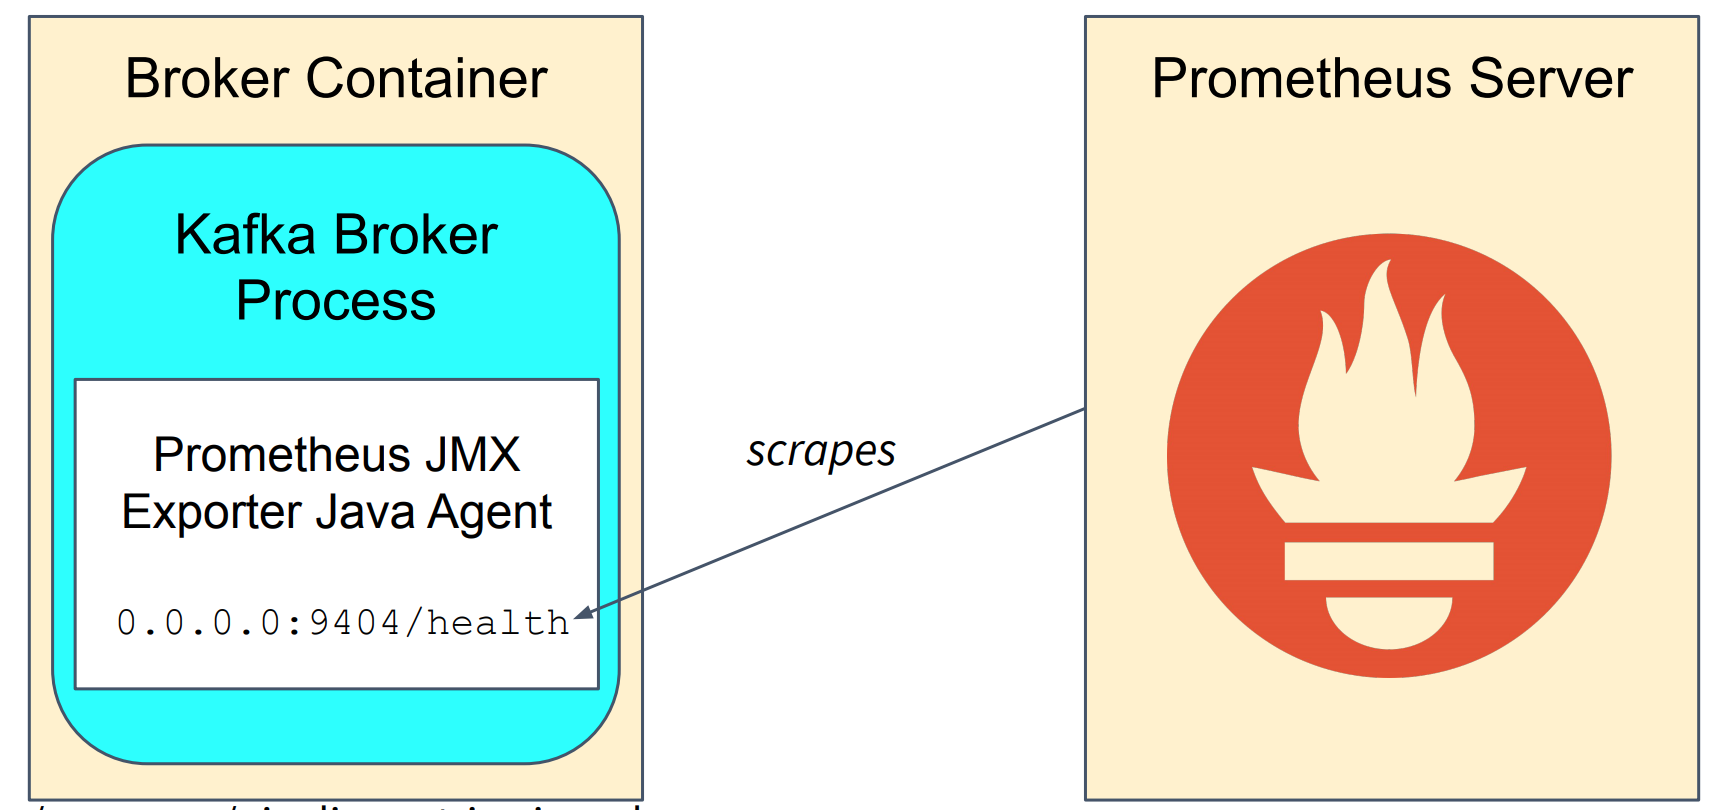 Broker Container
Kafka Broker
Process
Prometheus JMX
Exporter Java Agent
0.0.0.0:9404/health
scrapes
Prometheus Server